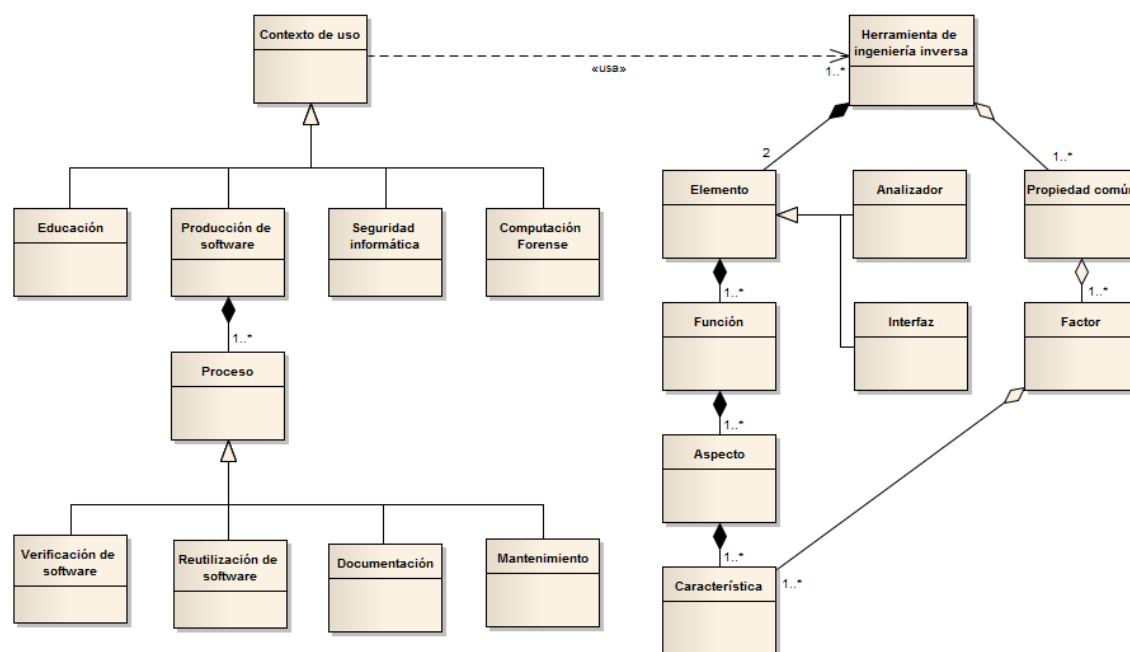 Contexto de uso
Herramienta de
ingeniería inversa
«usa»
1..*
2
1..*
Elemento
Analizador
Propiedad común
Educación
Producción de
software
Seguridad
informática
Computación
Forense
1..*
1..*
Función
Interfaz
Factor
1..*
Proceso
1..*
Aspecto
Verificación de
software
Reutilización de
software
Documentación
Mantenimiento
1..*
1..*
Característica